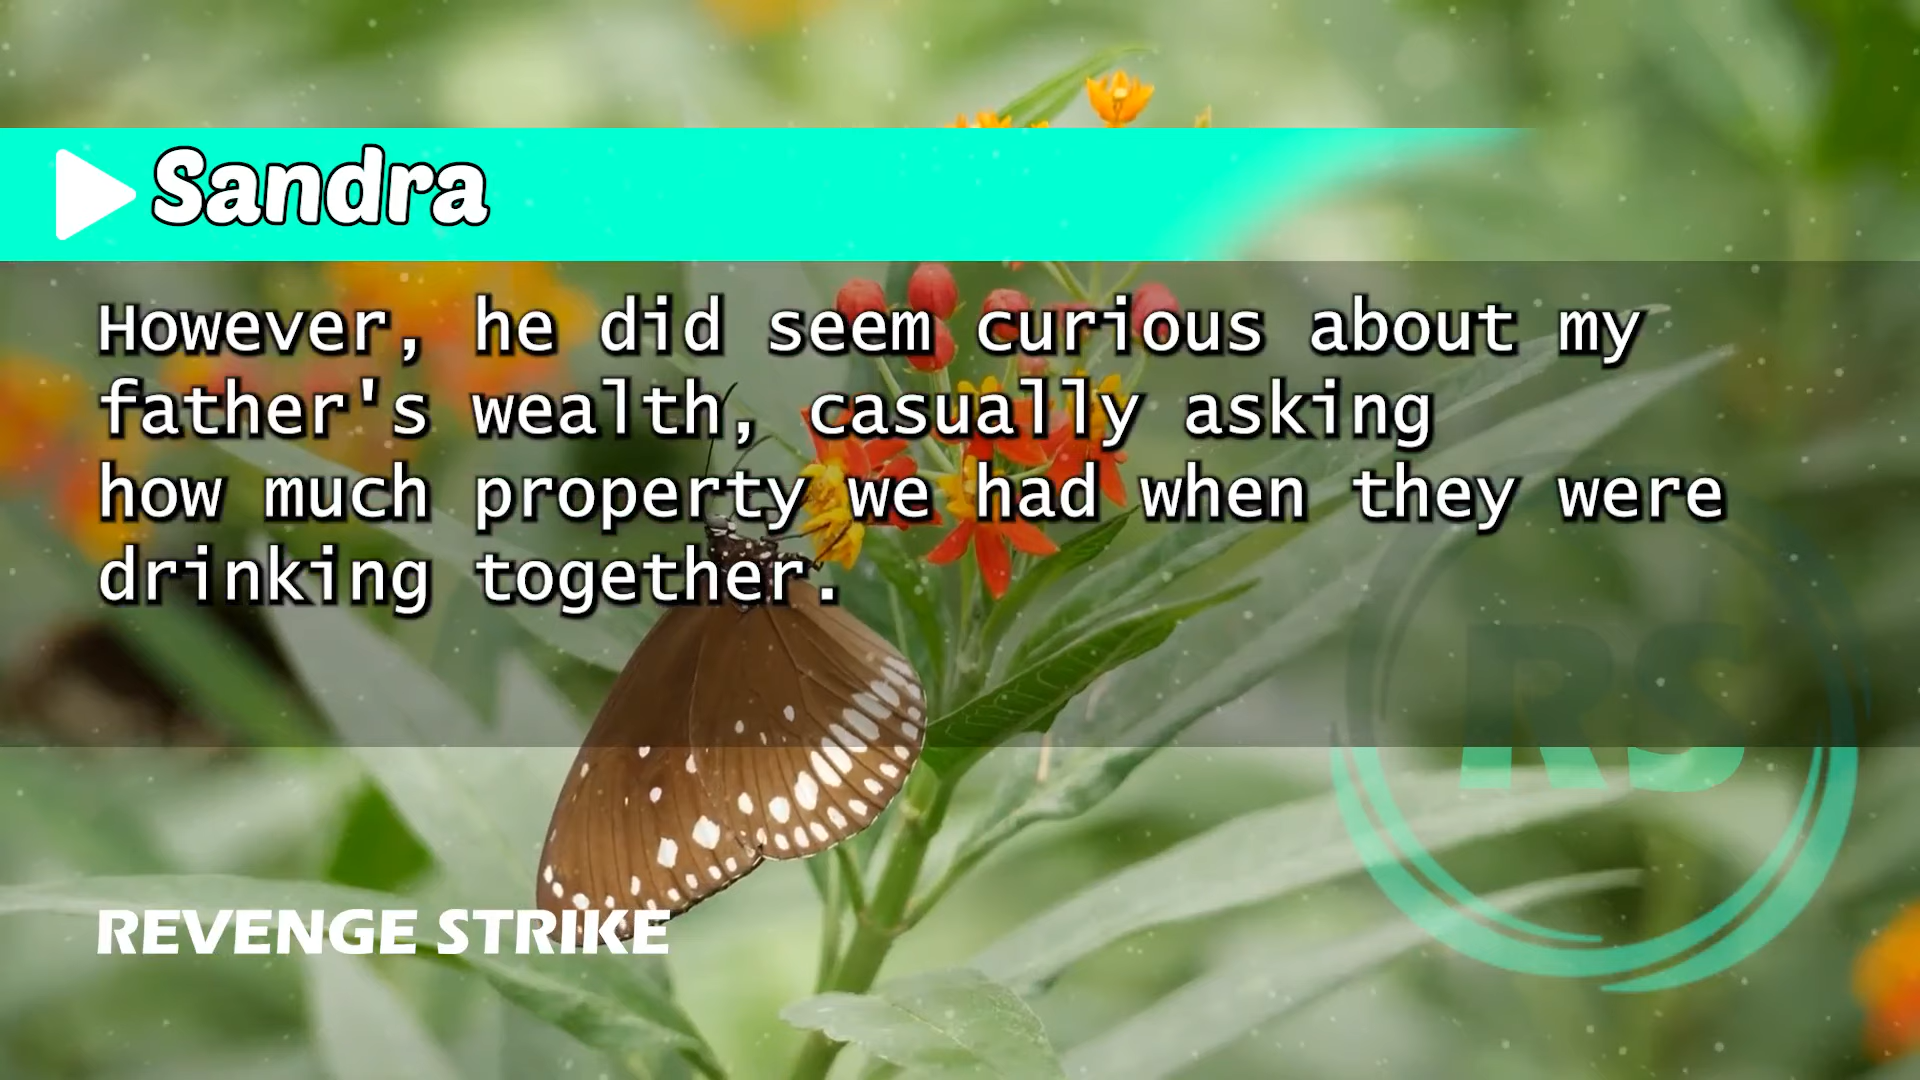 Sandra
However, he did seem curious about my
father's wealth, casually asking
how much property we had when they were
drinking together.
RS
REVENGE STRIKE